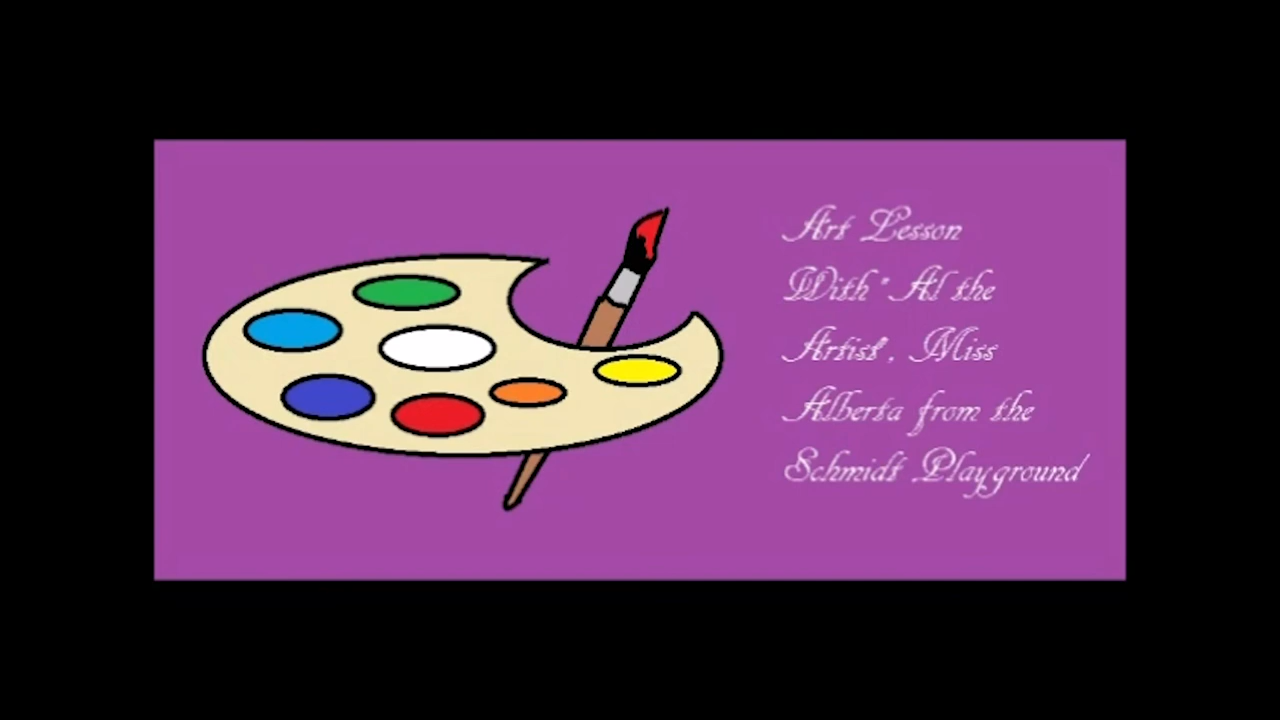 Art Lesson
With "Al the
Artist", Miss
Alberta from the
Schmidt Playground